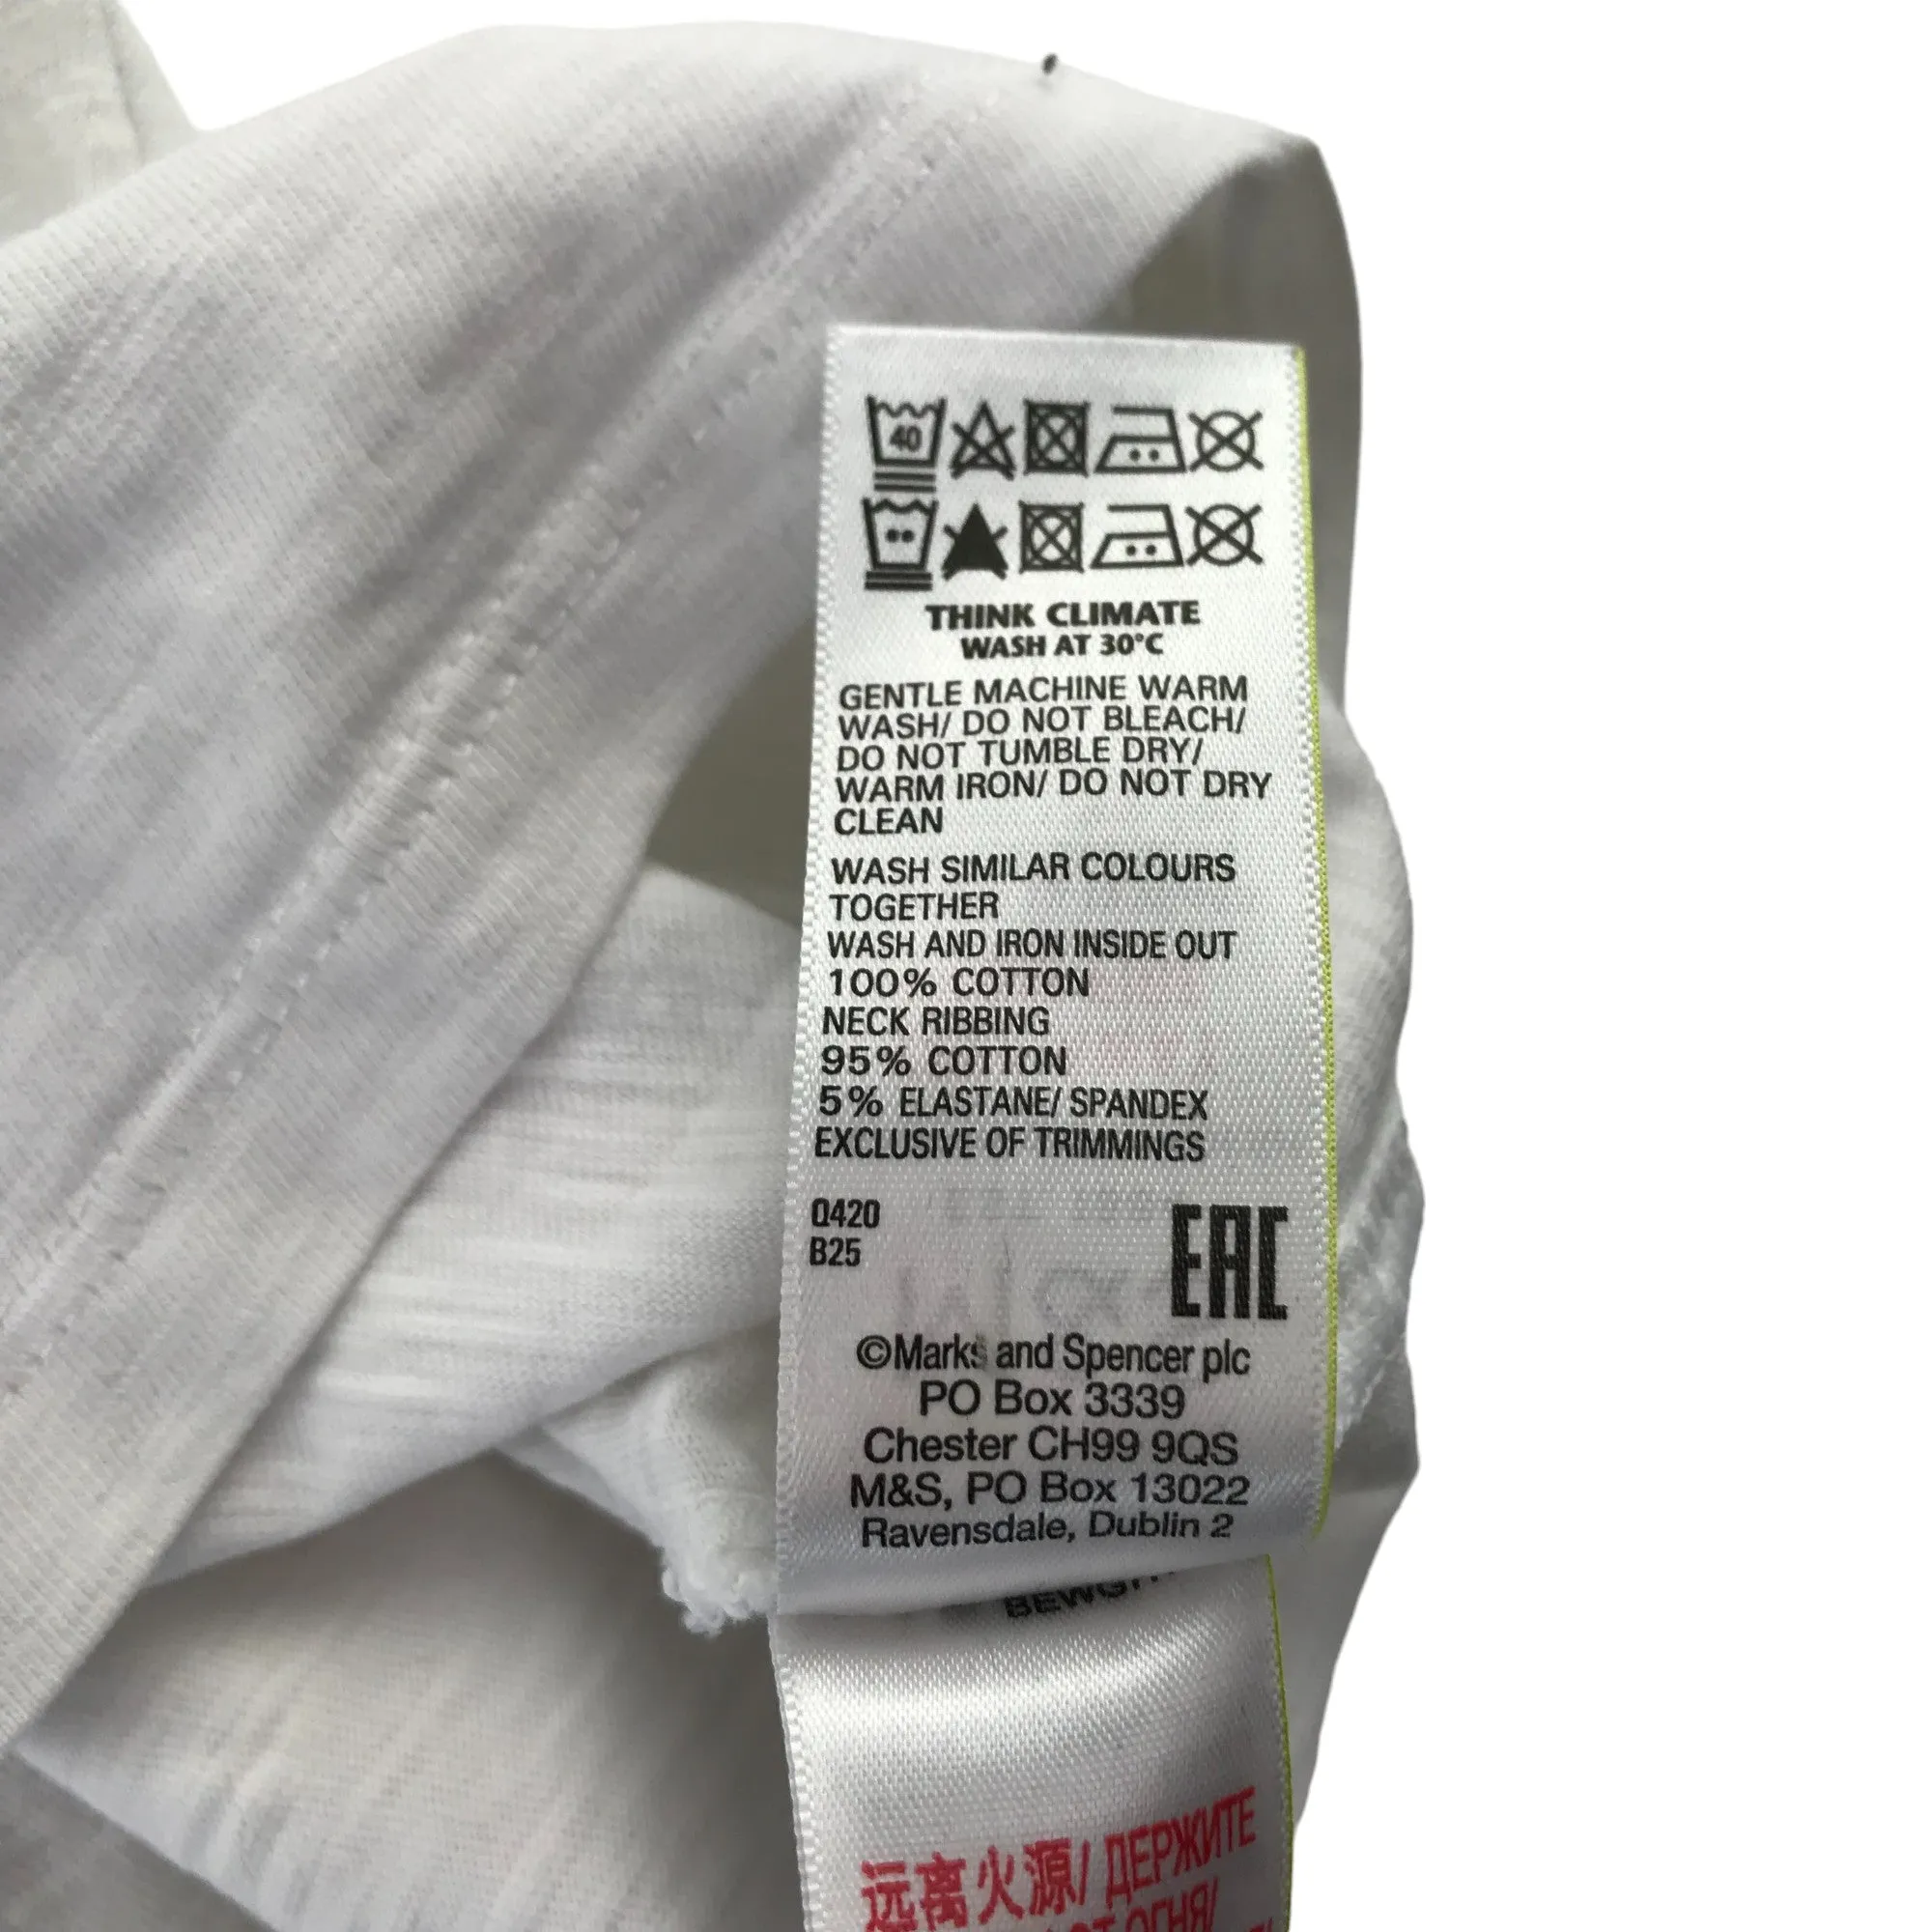 40
THINK CLIMATE
WASH AT 30°C
GENTLE MACHINE WARM
WASH/ DO NOT BLEACH/
DO NOT TUMBLE DRY/
WARM IRON/ DO NOT DRY
CLEAN
WASH SIMILAR COLOURS
TOGETHER
WASH AND IRON INSIDE OUT
100% COTTON
NECK RIBBING
95% COTTON
5% ELASTANE/ SPANDEX
EXCLUSIVE OF TRIMMINGS
Q420
B25
EAC
©Marks and Spencer plc
PO Box 3339
Chester CH99 9QS
M&S, PO Box 13022
Ravensdale, Dublin 2
远离火源/ ДЕРЖИТЕ
ОТ ОГНЯ/